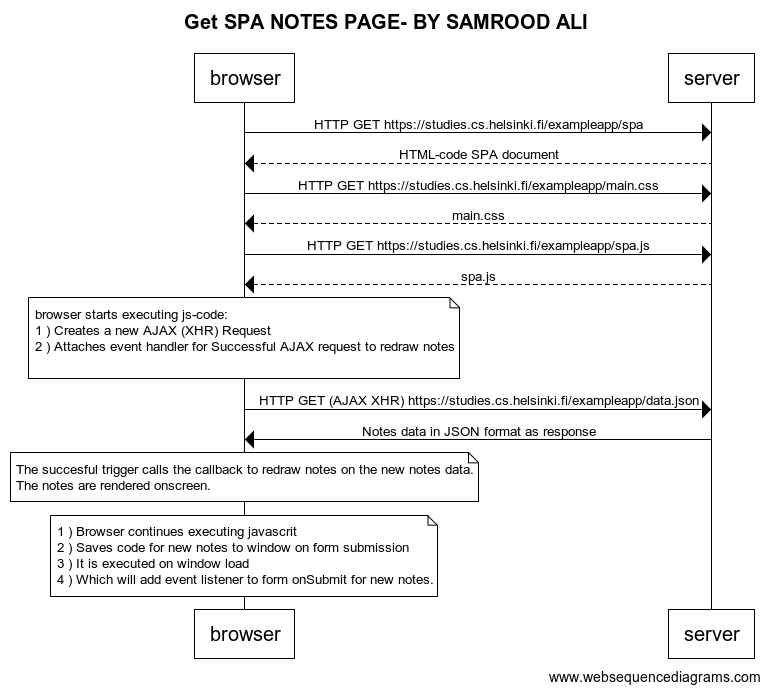 Get SPA NOTES PAGE- BY SAMROOD ALI
browser
server
HTTP GET https://studies.cs.helsinki.fi/exampleapp/spa
HTML-code SPA document
HTTP GET https://studies.cs.helsinki.fi/exampleapp/main.css
main.css
HTTP GET https://studies.cs.helsinki.fi/exampleapp/spa.js
spa.js
browser starts executing js-code:
1 ) Creates a new AJAX (XHR) Request
2 ) Attaches event handler for Successful AJAX request to redraw notes
HTTP GET (AJAX XHR) https://studies.cs.helsinki.fi/exampleapp/data.json
Notes data in JSON format as response
The succesful trigger calls the callback to redraw notes on the new notes data.
The notes are rendered onscreen.
1 ) Browser continues executing javascrit
2 ) Saves code for new notes to window on form submission
3 ) It is executed on window load
4 ) Which will add event listener to form onSubmit for new notes.
browser
server
www.websequencediagrams.com